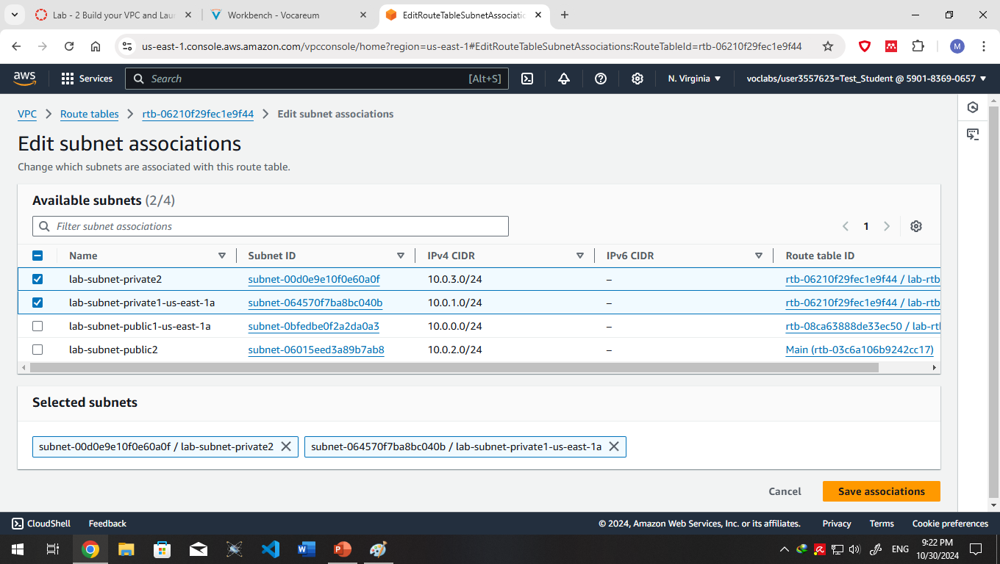 Lab - 2 Build your VPC and Lau
Workbench - Vocareum
EditRouteTableSubnetAssociatio
us-east-1.console.aws.amazon.com/vpcconsole/home?region=us-east-1#EditRouteTableSubnetAssociations:RouteTableId=rtb-06210f29fec1e9f44
M
aws
Services
Search
[Alt+S]
N. Virginia
voclabs/user3557623=Test_Student @ 5901-8369-0657
VPC
Route tables
rtb-06210f29fec1e9f44
Edit subnet associations
Edit subnet associations
Change which subnets are associated with this route table.
Available subnets (2/4)
Filter subnet associations
1
Name Subnet ID IPv4 CIDR IPv6 CIDR Route table ID
lab-subnet-private2 subnet-00d0e9e10f0e60a0f 10.0.3.0/24 – rtb-06210f29fec1e9f44 / lab-rtb
lab-subnet-private1-us-east-1a subnet-064570f7ba8bc040b 10.0.1.0/24 – rtb-06210f29fec1e9f44 / lab-rtb
lab-subnet-public1-us-east-1a subnet-0bfedbe0f2a2da0a3 10.0.0.0/24 – rtb-08ca63888de33ec50 / lab-rtb
lab-subnet-public2 subnet-06015eed3a89b7ab8 10.0.2.0/24 – Main (rtb-03c6a106b9242cc17)
Selected subnets
subnet-00d0e9e10f0e60a0f / lab-subnet-private2
subnet-064570f7ba8bc040b / lab-subnet-private1-us-east-1a
Cancel
Save associations
CloudShell
Feedback
© 2024, Amazon Web Services, Inc. or its affiliates.
Privacy
Terms
Cookie preferences
ENG
9:22 PM
10/30/2024